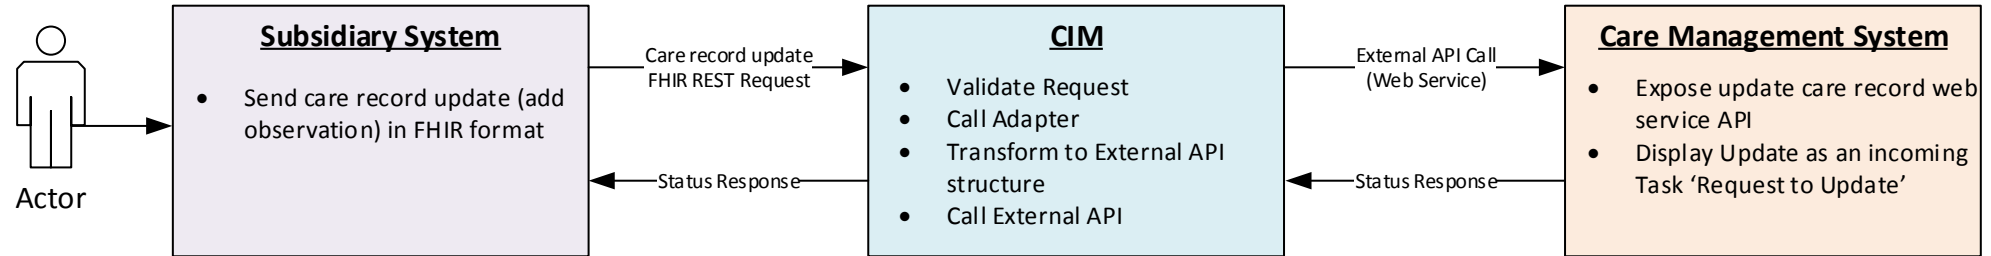 Actor
Subsidiary System
• Send care record update (add
observation) in FHIR format
Care record update
FHIR REST Request
Status Response
CIM
• Validate Request
• Call Adapter
• Transform to External API
structure
• Call External API
External API Call
(Web Service)
Status Response
Care Management System
• Expose update care record web
service API
• Display Update as an incoming
Task ‘Request to Update’